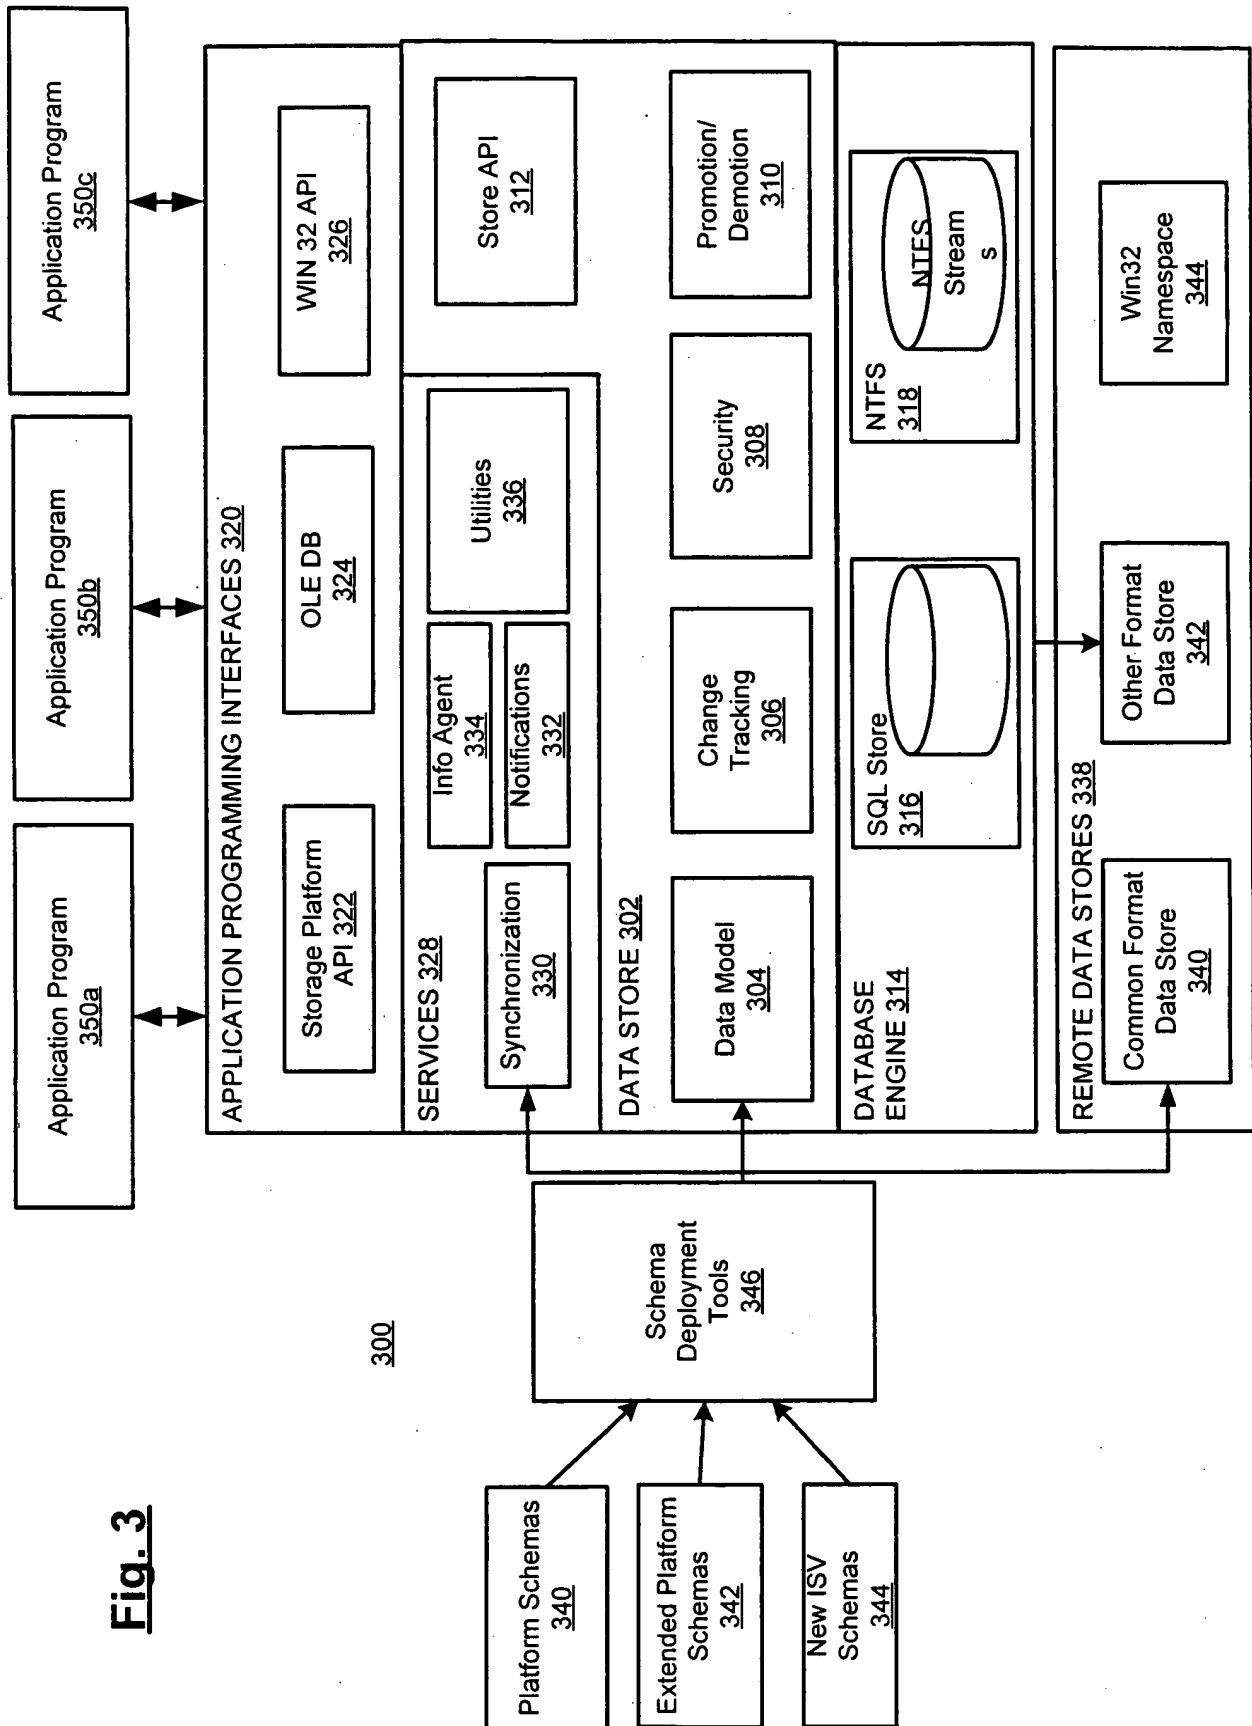 Application Program
350a
Application Program
350b
Application Program
350c
APPLICATION PROGRAMMING INTERFACES 320
Storage Platform
API 322
OLE DB
324
WIN 32 API
326
SERVICES 328
Synchronization
330
Info Agent
334
Notifications
332
Utilities
336
Store API
312
DATA STORE 302
Data Model
304
Change
Tracking
306
Security
308
Promotion/
Demotion
310
DATABASE
ENGINE 314
SQL Store
316
NTFS
318
NTFS
Stream
s
REMOTE DATA STORES 338
Common Format
Data Store
340
Other Format
Data Store
342
Win32
Namespace
344
300
Schema
Deployment
Tools
346
Platform Schemas
340
Extended Platform
Schemas
342
New ISV
Schemas
344
Fig. 3